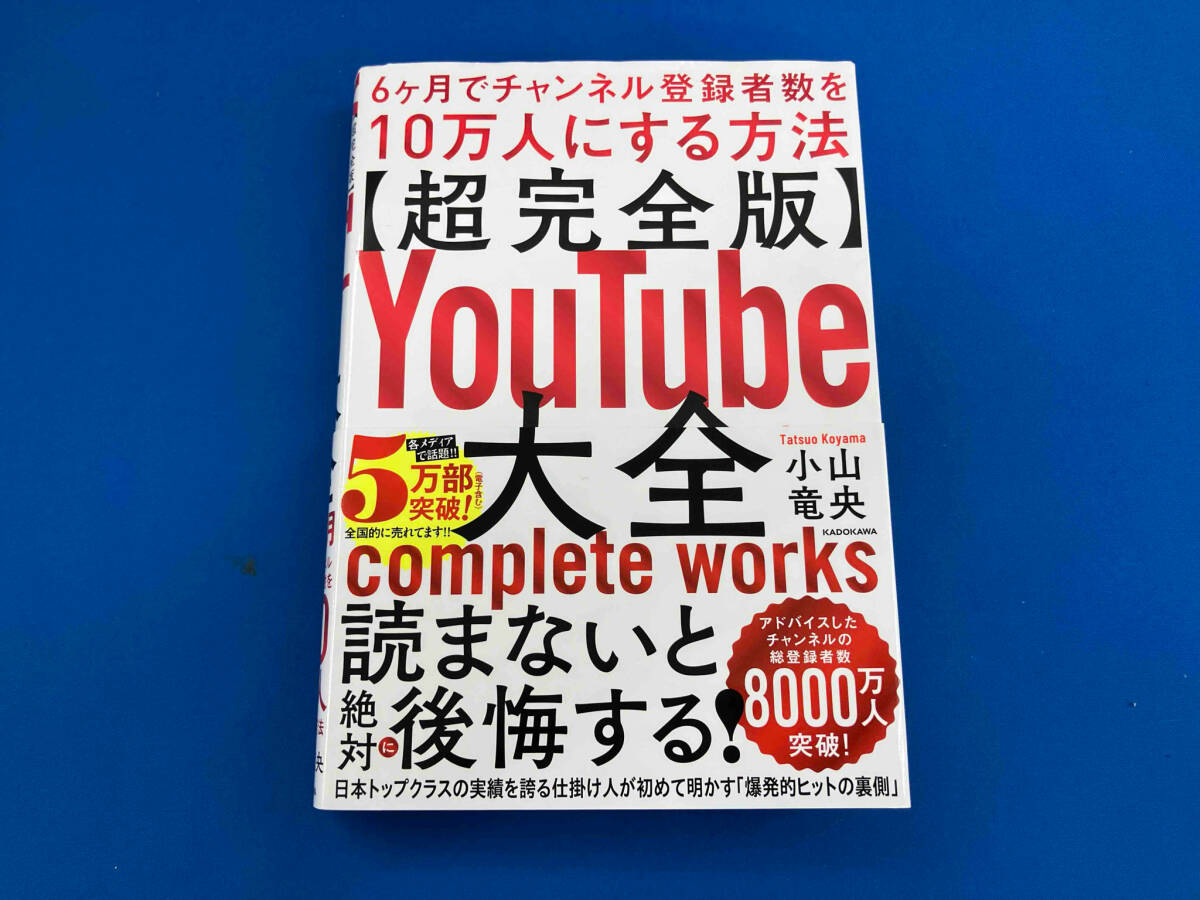 6ヶ月でチャンネル登録者数を
10万人にする方法
【超完全版】
YouTube
大全
Tatsuo Koyama
小山
竜央
KADOKAWA
各メディア
で話題!!
5万部
突破!
(電子含む)
全国的に売れてます!!
complete works
読まないと
絶対に後悔する!
アドバイスした
チャンネルの
総登録者数
8000万人
突破!
日本トップクラスの実績を誇る仕掛け人が初めて明かす「爆発的ヒットの裏側」